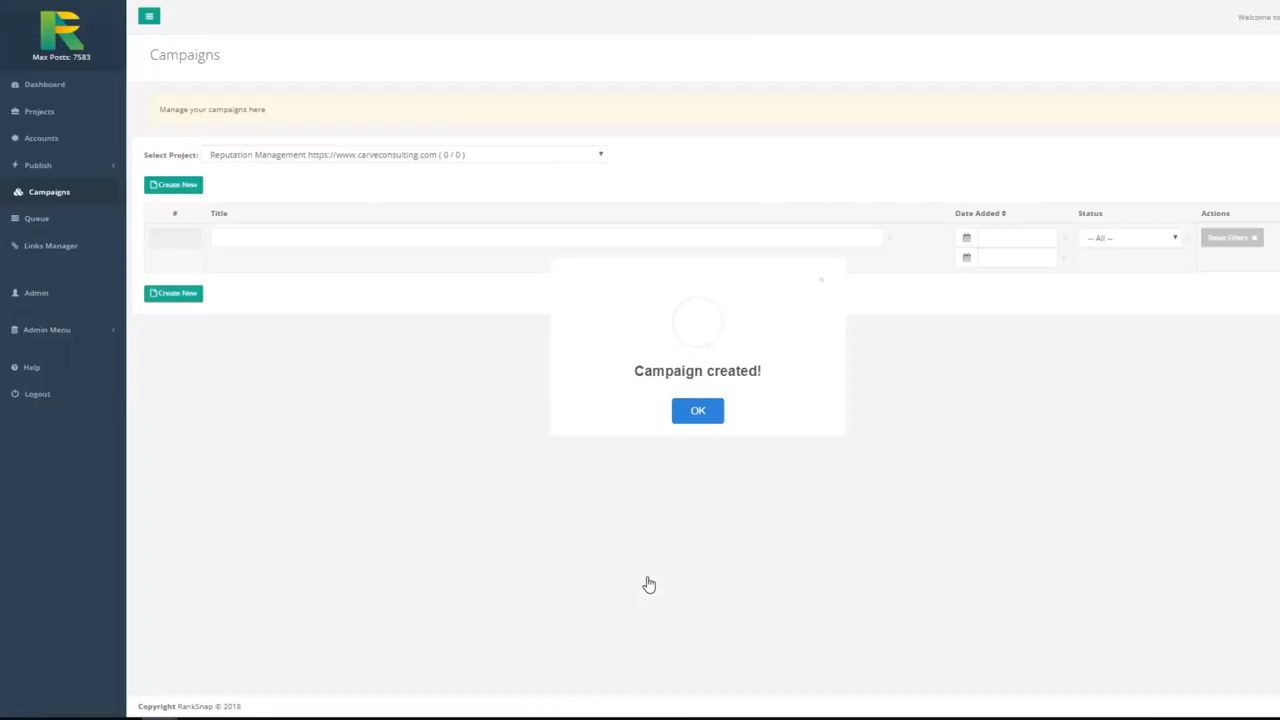 Welcome to
Max Posts: 7583
Campaigns
Dashboard
Manage your campaigns here
Projects
Accounts
Select Project: Reputation Management https://www.carveconsulting.com ( 0 / 0 )
Publish
Create New
Campaigns
# Title Date Added Status Actions
Queue
-- All -- Reset Filters
Links Manager
Admin
Create New
Admin Menu
Campaign created!
Help
Logout
OK
Copyright RankSnap © 2018